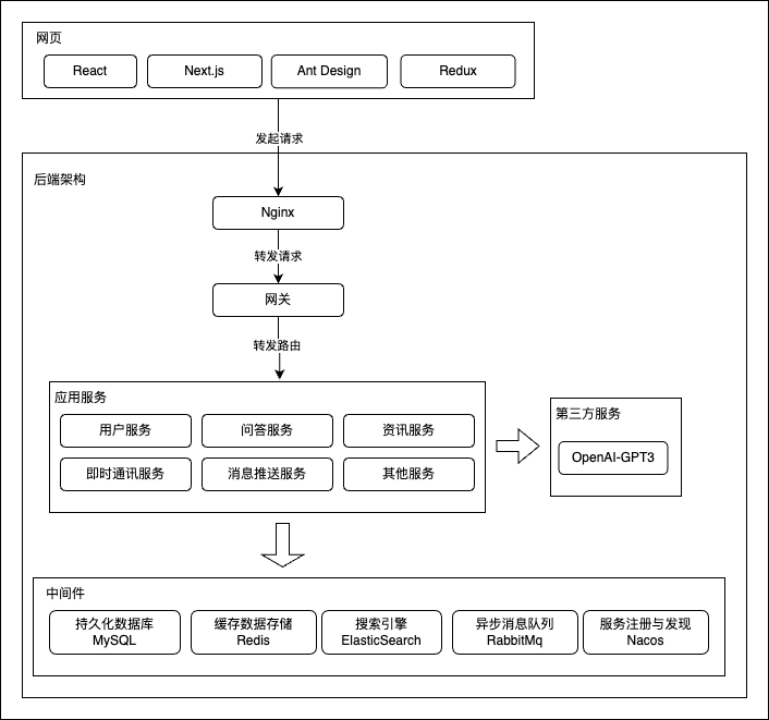 网页
React
Next.js
Ant Design
Redux
发起请求
后端架构
Nginx
转发请求
网关
转发路由
应用服务
用户服务
问答服务
资讯服务
即时通讯服务
消息推送服务
其他服务
第三方服务
OpenAI-GPT3
中间件
持久化数据库
MySQL
缓存数据存储
Redis
搜索引擎
ElasticSearch
异步消息队列
RabbitMq
服务注册与发现
Nacos